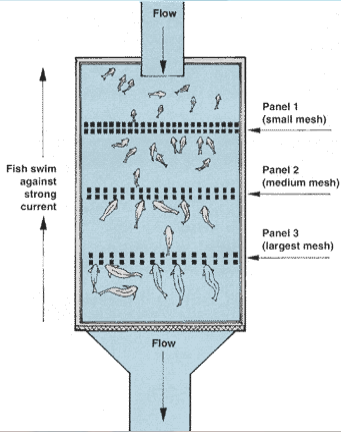 Flow
Panel 1
(small mesh)
Fish swim
against
strong
current
Panel 2
(medium mesh)
Panel 3
(largest mesh)
Flow